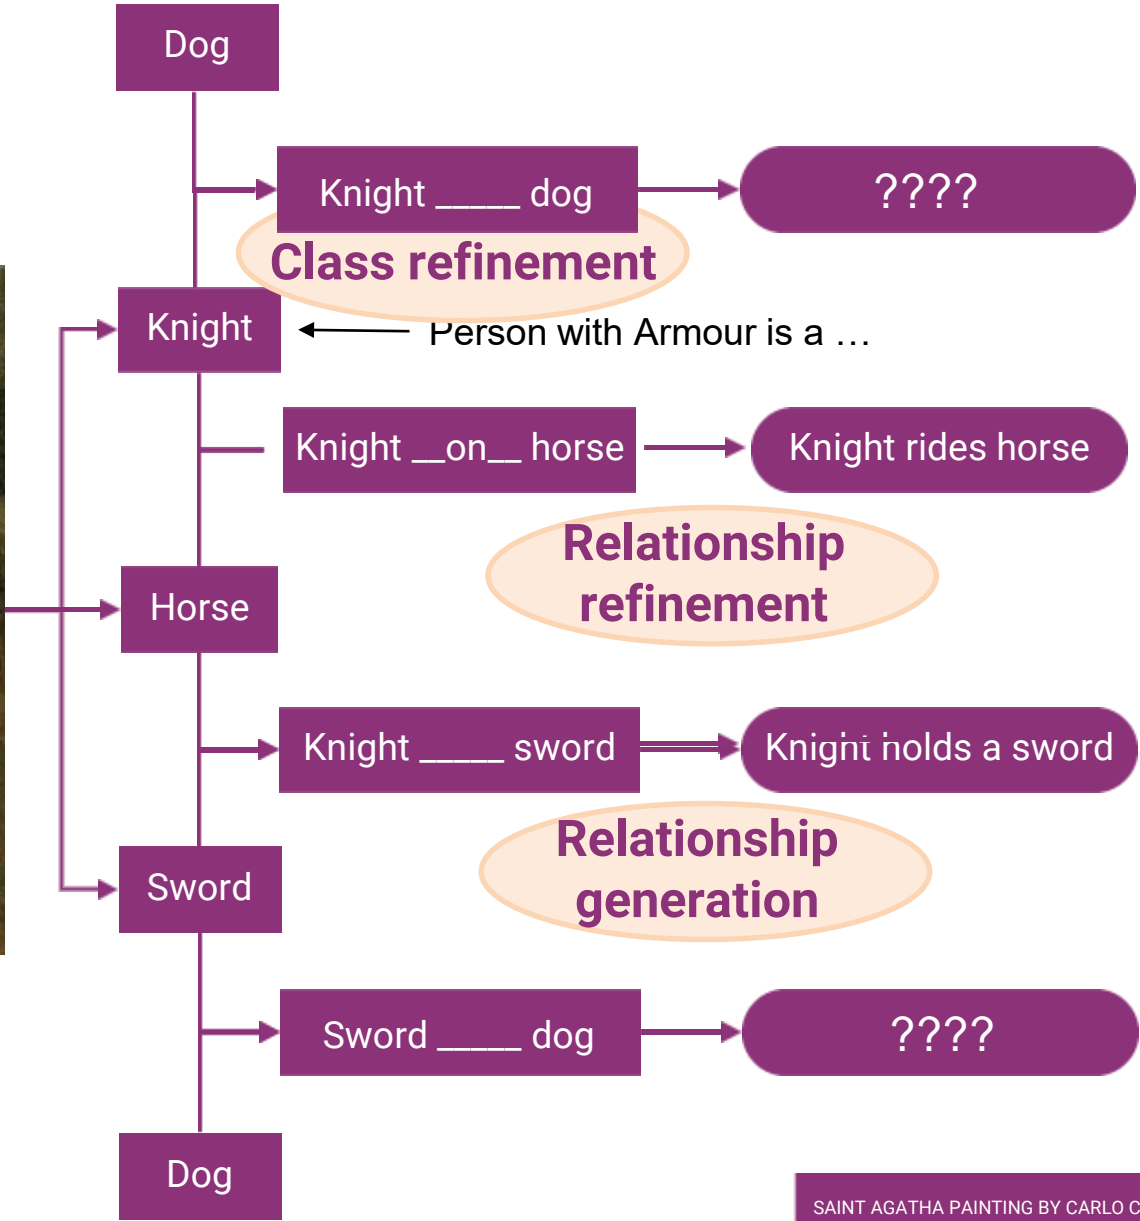 Dog
Knight _____ dog
????
Class refinement
Knight
Person with Armour is a …
Knight __on__ horse
Knight rides horse
Relationship
refinement
Horse
Knight _____ sword
Knight holds a sword
Relationship
generation
Sword
Sword _____ dog
????
Dog
SAINT AGATHA PAINTING BY CARLO C